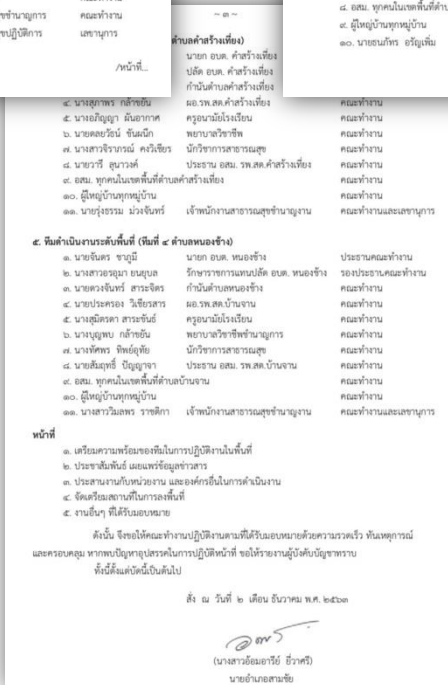 ชำนาญการ คณะทำงาน
ขปฏิบัติการ เลขานุการ
/หน้าที่...
~ ๓ ~
๘. อสม. ทุกคนในเขตพื้นที่ตำบ
๙. ผู้ใหญ่บ้านทุกหมู่บ้าน
๑๐. นายธนภัทร อรัญเพิ่ม
ตำบลคำสร้างเที่ยง)
นายก อบต. คำสร้างเที่ยง
ปลัด อบต. คำสร้างเที่ยง
กำนันตำบลคำสร้างเที่ยง
๔. นางสุภาพร กล้าขยัน ผอ.รพ.สต.คำสร้างเที่ยง คณะทำงาน
๕. นางอภิญญา ผันอากาศ ครูอนามัยโรงเรียน คณะทำงาน
๖. นายดลยวัธน์ ขันผนึก พยาบาลวิชาชีพ คณะทำงาน
๗. นางสาวจิราภรณ์ คงวิเชียร นักวิชาการสาธารณสุข คณะทำงาน
๘. นายวารี ลุนาวงค์ ประธาน อสม. รพ.สต.คำสร้างเที่ยง คณะทำงาน
๙. อสม. ทุกคนในเขตพื้นที่ตำบลคำสร้างเที่ยง คณะทำงาน
๑๐. ผู้ใหญ่บ้านทุกหมู่บ้าน คณะทำงาน
๑๑. นายรุ่งธรรม ม่วงจันทร์ เจ้าพนักงานสาธารณสุขชำนาญงาน คณะทำงานและเลขานุการ
๕. ทีมดำเนินงานระดับพื้นที่ (ทีมที่ ๔ ตำบลหนองช้าง)
๑. นายจันตร ชาภูมี นายก อบต. หนองช้าง ประธานคณะทำงาน
๒. นางสาวอรอุมา ยนยุบล รักษาราชการแทนปลัด อบต. หนองช้าง รองประธานคณะทำงาน
๓. นายดวงจันทร์ สาระจิตร กำนันตำบลหนองช้าง คณะทำงาน
๔. นายประครอง วิเชียรสาร ผอ.รพ.สต.บ้านจาน คณะทำงาน
๕. นางสุมิตรตา สาระขันธ์ ครูอนามัยโรงเรียน คณะทำงาน
๖. นางบุญพบ กล้าขยัน พยาบาลวิชาชีพชำนาญการ คณะทำงาน
๗. นางทัศพร ทิพย์อุทัย นักวิชาการสาธารณสุข คณะทำงาน
๘. นายสัมฤทธิ์ ปัญญาจา ประธาน อสม. รพ.สต.บ้านจาน คณะทำงาน
๙. อสม. ทุกคนในเขตพื้นที่ตำบลบ้านจาน คณะทำงาน
๑๐. ผู้ใหญ่บ้านทุกหมู่บ้าน คณะทำงาน
๑๑. นางสาววิมลพร ราชติกา เจ้าพนักงานสาธารณสุขชำนาญงาน คณะทำงานและเลขานุการ
หน้าที่
๑. เตรียมความพร้อมของทีมในการปฏิบัติงานในพื้นที่
๒. ประชาสัมพันธ์ เผยแพร่ข้อมูลข่าวสาร
๓. ประสานงานกับหน่วยงาน และองค์กรอื่นในการดำเนินงาน
๔. จัดเตรียมสถานที่ในการลงพื้นที่
๕. งานอื่นๆ ที่ได้รับมอบหมาย
ดังนั้น จึงขอให้คณะทำงานปฏิบัติงานตามที่ได้รับมอบหมายด้วยความรวดเร็ว ทันเหตุการณ์
และครอบคลุม หากพบปัญหาอุปสรรคในการปฏิบัติหน้าที่ ขอให้รายงานผู้บังคับบัญชาทราบ
ทั้งนี้ตั้งแต่บัดนี้เป็นต้นไป
สั่ง ณ วันที่ ๒ เดือน ธันวาคม พ.ศ. ๒๕๖๓
(นางสาวอ้อมอารีย์ ยี่วาศรี)
นายอำเภอสามชัย